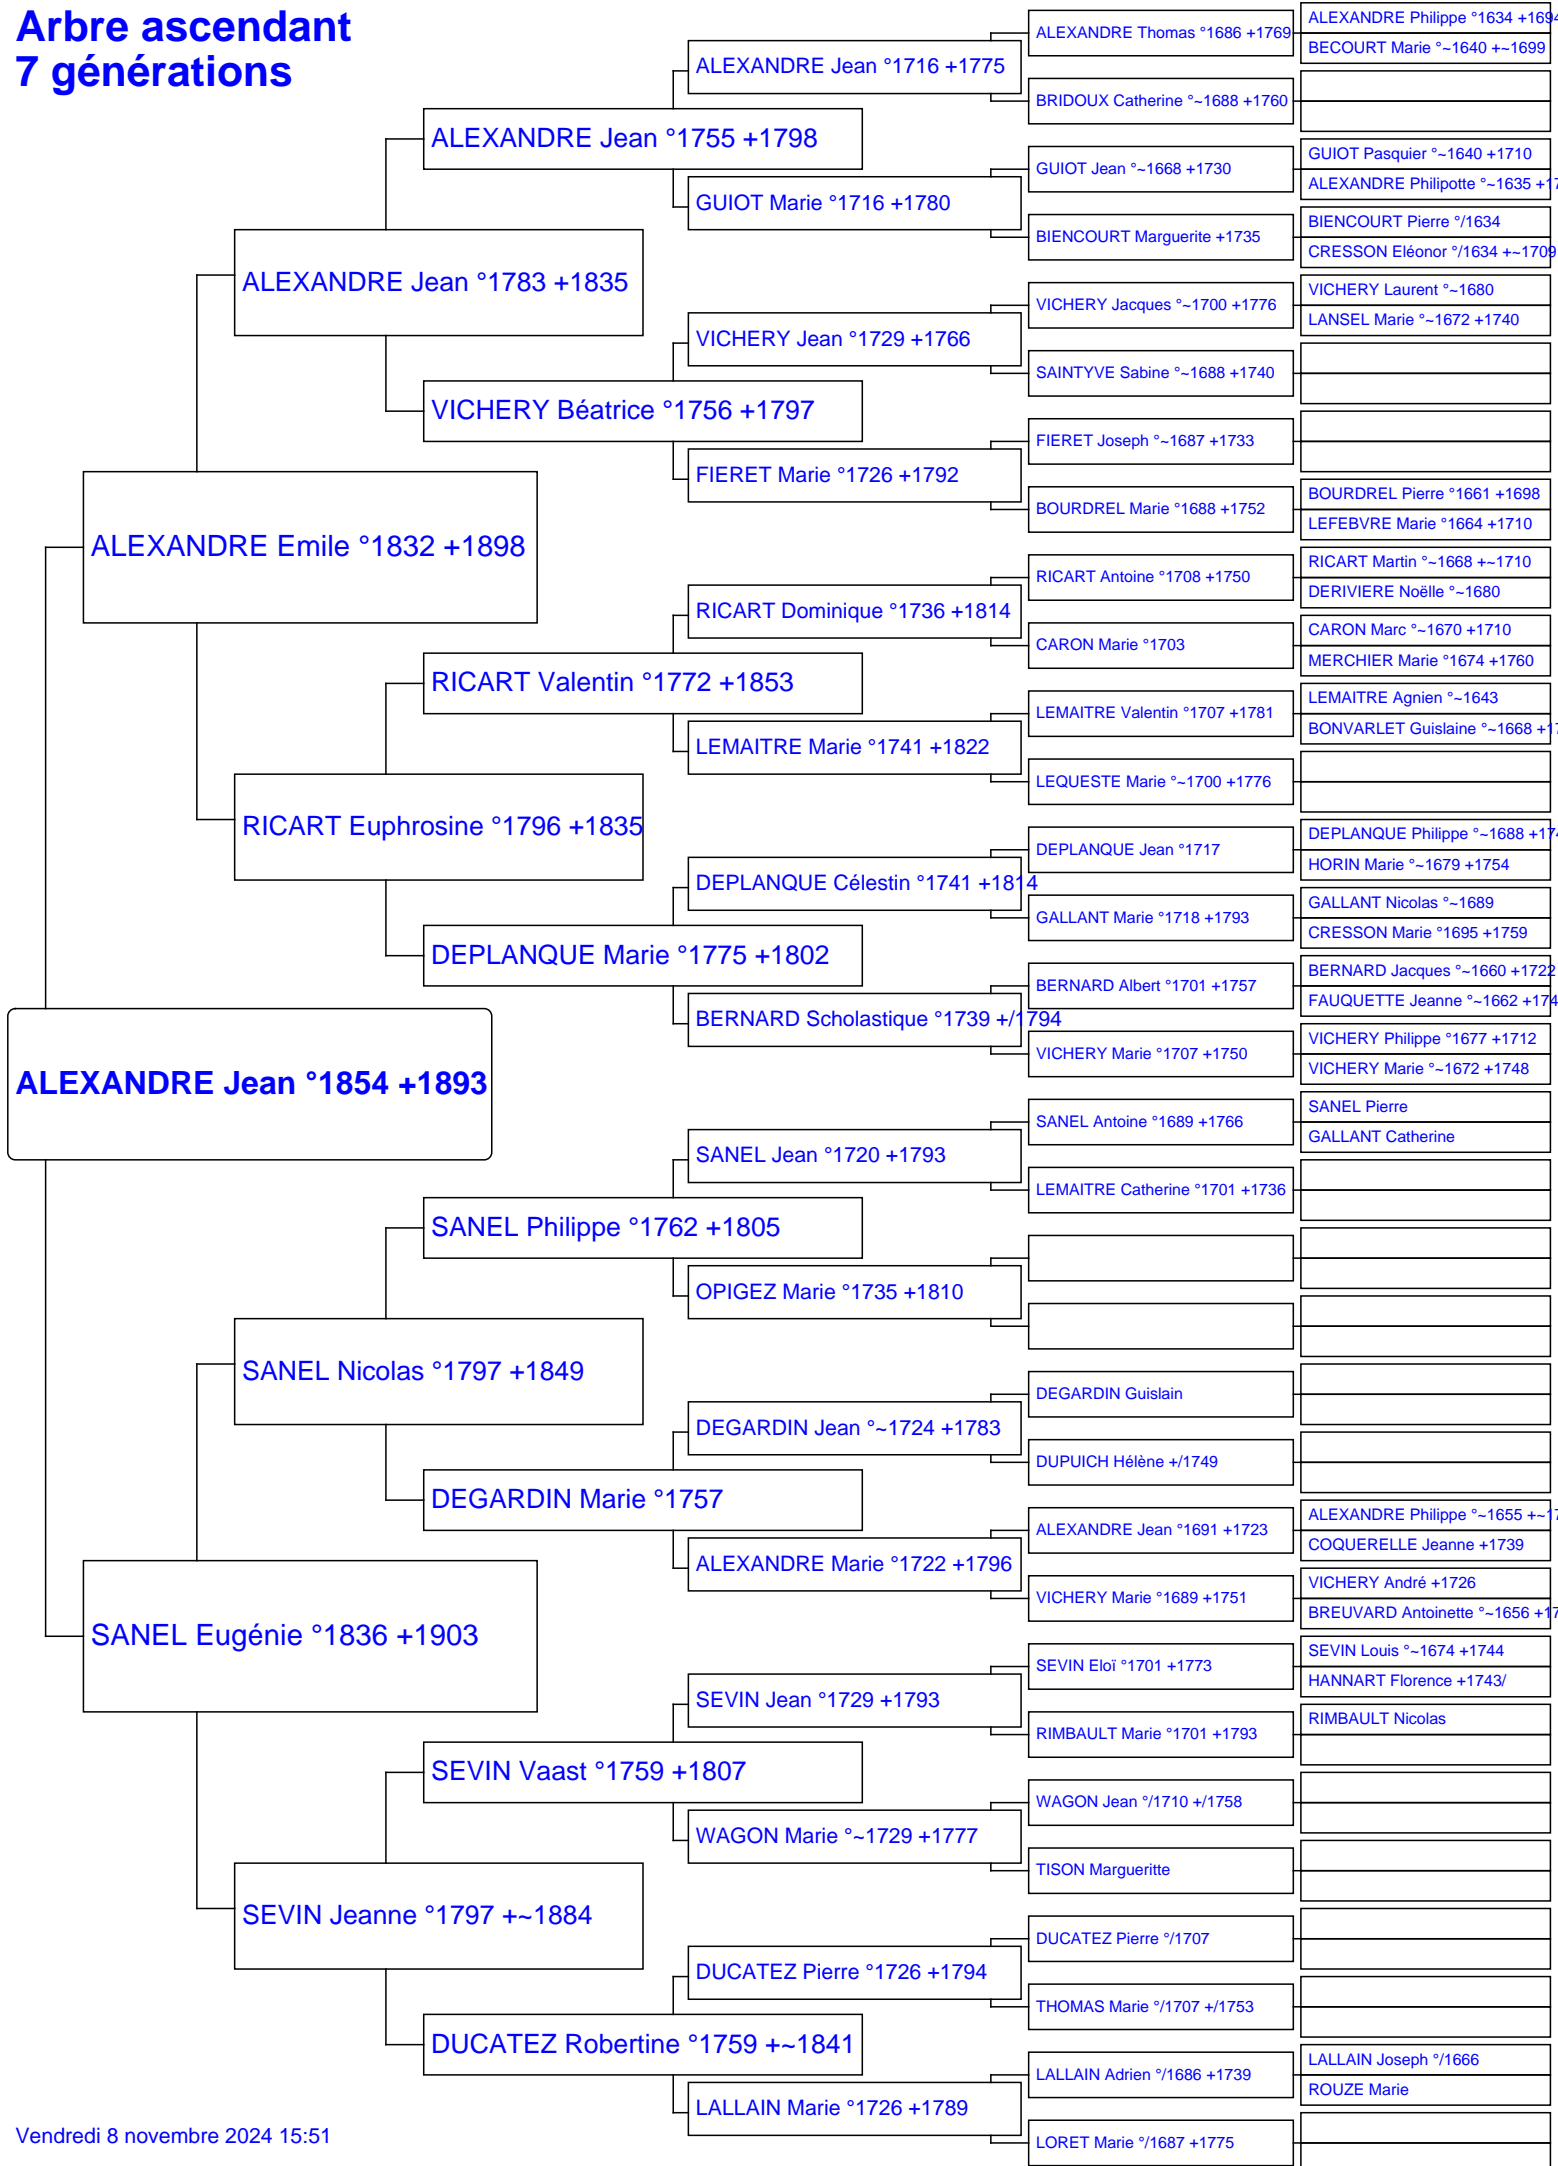 Arbre ascendant
7 générations
ALEXANDRE Jean °1854 +1893
ALEXANDRE Emile °1832 +1898
SANEL Eugénie °1836 +1903
ALEXANDRE Jean °1783 +1835
RICART Euphrosine °1796 +1835
SANEL Nicolas °1797 +1849
SEVIN Jeanne °1797 +~1884
ALEXANDRE Jean °1755 +1798
VICHERY Béatrice °1756 +1797
RICART Valentin °1772 +1853
DEPLANQUE Marie °1775 +1802
SANEL Philippe °1762 +1805
DEGARDIN Marie °1757
SEVIN Vaast °1759 +1807
DUCATEZ Robertine °1759 +~1841
ALEXANDRE Jean °1716 +1775
GUIOT Marie °1716 +1780
VICHERY Jean °1729 +1766
FIERET Marie °1726 +1792
RICART Dominique °1736 +1814
LEMAITRE Marie °1741 +1822
DEPLANQUE Célestin °1741 +1814
BERNARD Scholastique °1739 +/1794
SANEL Jean °1720 +1793
OPIGEZ Marie °1735 +1810
DEGARDIN Jean °~1724 +1783
ALEXANDRE Marie °1722 +1796
SEVIN Jean °1729 +1793
WAGON Marie °~1729 +1777
DUCATEZ Pierre °1726 +1794
LALLAIN Marie °1726 +1789
ALEXANDRE Thomas °1686 +1769
BRIDOUX Catherine °~1688 +1760
GUIOT Jean °~1668 +1730
BIENCOURT Marguerite +1735
VICHERY Jacques °~1700 +1776
SAINTYVE Sabine °~1688 +1740
FIERET Joseph °~1687 +1733
BOURDREL Marie °1688 +1752
RICART Antoine °1708 +1750
CARON Marie °1703
LEMAITRE Valentin °1707 +1781
LEQUESTE Marie °~1700 +1776
DEPLANQUE Jean °1717
GALLANT Marie °1718 +1793
BERNARD Albert °1701 +1757
VICHERY Marie °1707 +1750
SANEL Antoine °1689 +1766
LEMAITRE Catherine °1701 +1736
DEGARDIN Guislain
DUPUICH Hélène +/1749
ALEXANDRE Jean °1691 +1723
VICHERY Marie °1689 +1751
SEVIN Eloï °1701 +1773
RIMBAULT Marie °1701 +1793
WAGON Jean °/1710 +/1758
TISON Margueritte
DUCATEZ Pierre °/1707
THOMAS Marie °/1707 +/1753
LALLAIN Adrien °/1686 +1739
LORET Marie °/1687 +1775
ALEXANDRE Philippe °1634 +1694
BECOURT Marie °~1640 +~1699
GUIOT Pasquier °~1640 +1710
ALEXANDRE Philipotte °~1635
BIENCOURT Pierre °/1634
CRESSON Eléonor °/1634 +~1709
VICHERY Laurent °~1680
LANSEL Marie °~1672 +1740
BOURDREL Pierre °1661 +1698
LEFEBVRE Marie °1664 +1710
RICART Martin °~1668 +~1710
DERIVIERE Noëlle °~1680
CARON Marc °~1670 +1710
MERCHIER Marie °1674 +1760
LEMAITRE Agnien °~1643
BONVARLET Guislaine °~1668
DEPLANQUE Philippe °~1688
HORIN Marie °~1679 +1754
GALLANT Nicolas °~1689
CRESSON Marie °1695 +1759
BERNARD Jacques °~1660 +1722
FAUQUETTE Jeanne °~1662
VICHERY Philippe °1677 +1712
VICHERY Marie °~1672 +1748
SANEL Pierre
GALLANT Catherine
ALEXANDRE Philippe °~1655
COQUERELLE Jeanne +1739
VICHERY André +1726
BREUVARD Antoinette °~1656
SEVIN Louis °~1674 +1744
HANNART Florence +1743/
RIMBAULT Nicolas
LALLAIN Joseph °/1666
ROUZE Marie
Vendredi 8 novembre 2024 15:51